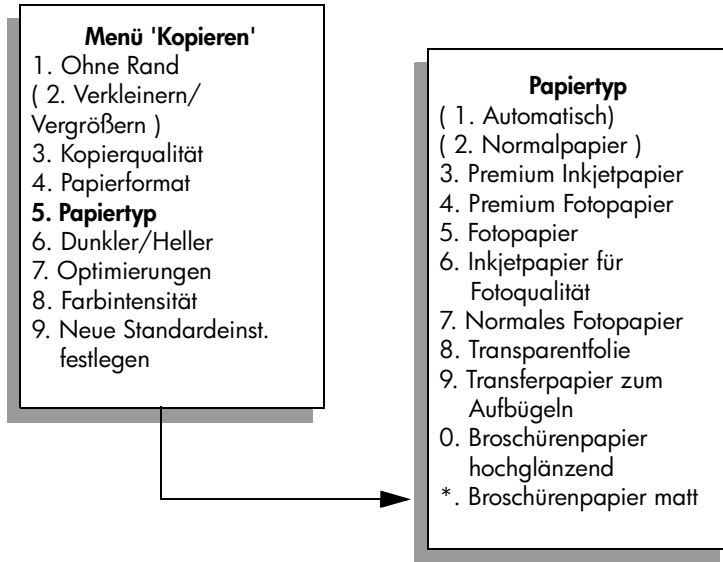 Menü 'Kopieren'
1. Ohne Rand
( 2. Verkleinern/
Vergrößern )
3. Kopierqualität
4. Papierformat
5. Papiertyp
6. Dunkler/Heller
7. Optimierungen
8. Farbintensität
9. Neue Standardeinst.
festlegen
Papiertyp
( 1. Automatisch)
( 2. Normalpapier )
3. Premium Inkjetpapier
4. Premium Fotopapier
5. Fotopapier
6. Inkjetpapier für
Fotoqualität
7. Normales Fotopapier
8. Transparentfolie
9. Transferpapier zum
Aufbügeln
0. Broschürenpapier
hochglänzend
*. Broschürenpapier matt